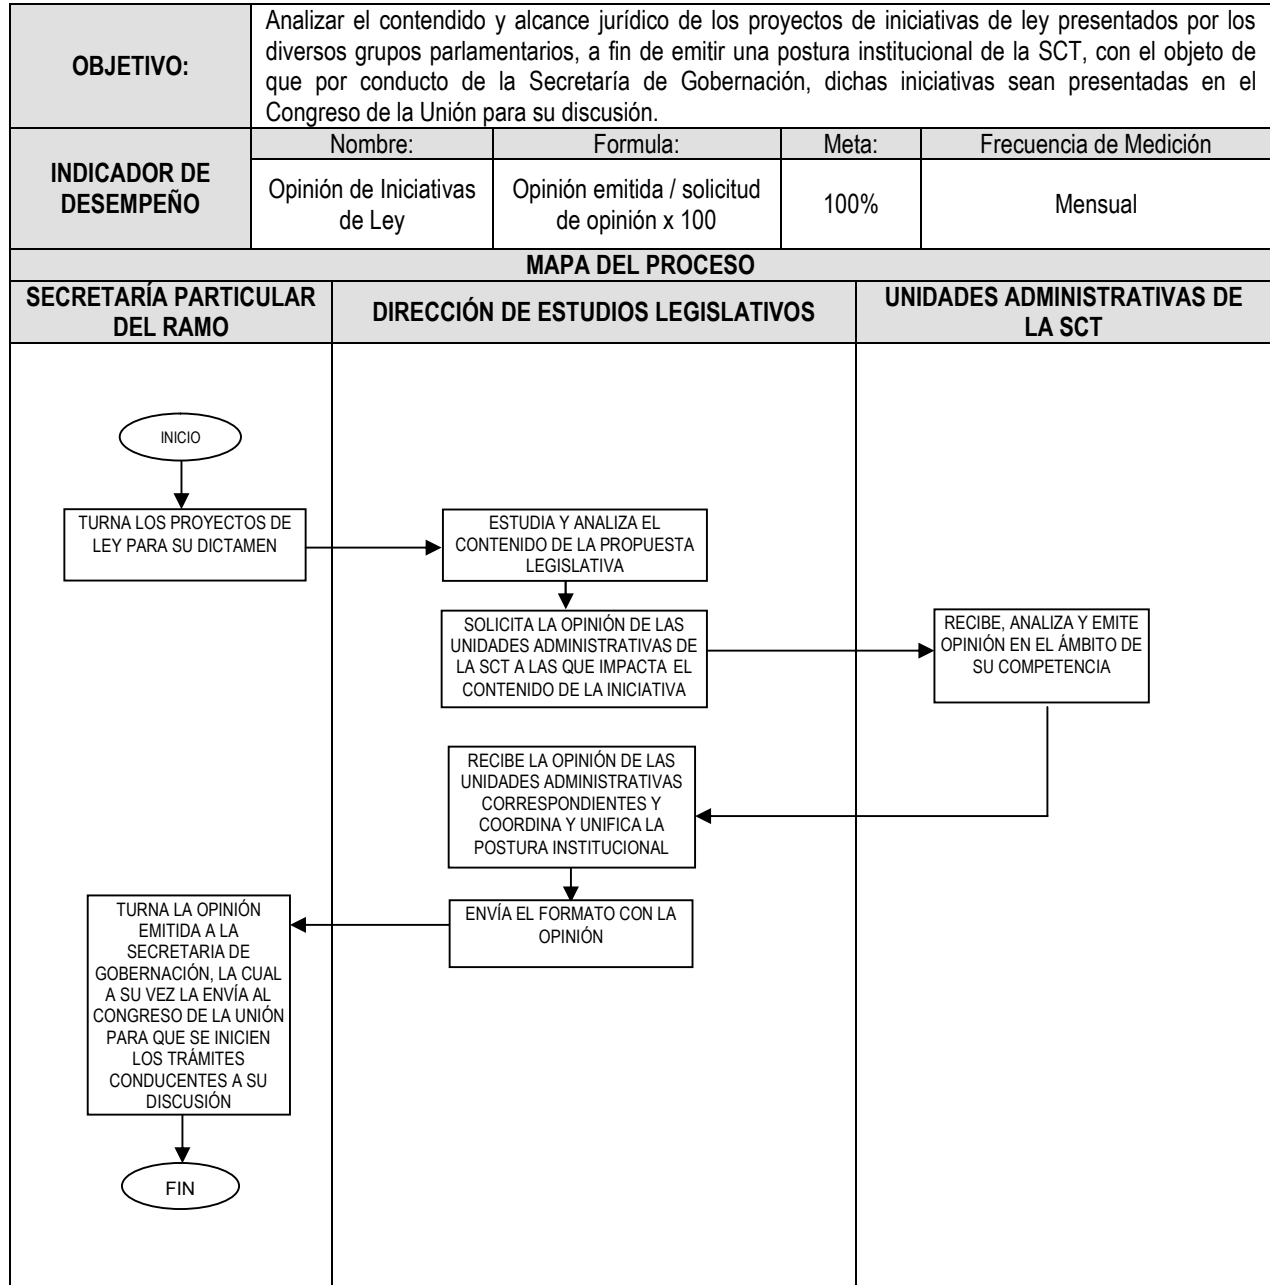 OBJETIVO:
Analizar el contendido y alcance jurídico de los proyectos de iniciativas de ley presentados por los
diversos grupos parlamentarios, a fin de emitir una postura institucional de la SCT, con el objeto de
que por conducto de la Secretaría de Gobernación, dichas iniciativas sean presentadas en el
Congreso de la Unión para su discusión.
INDICADOR DE
DESEMPEÑO
Nombre:
Formula:
Meta:
Frecuencia de Medición
Opinión de Iniciativas
de Ley
Opinión emitida / solicitud
de opinión x 100
100%
Mensual
MAPA DEL PROCESO
SECRETARÍA PARTICULAR
DEL RAMO
DIRECCIÓN DE ESTUDIOS LEGISLATIVOS
UNIDADES ADMINISTRATIVAS DE
LA SCT
INICIO
TURNA LOS PROYECTOS DE
LEY PARA SU DICTAMEN
ESTUDIA Y ANALIZA EL
CONTENIDO DE LA PROPUESTA
LEGISLATIVA
SOLICITA LA OPINIÓN DE LAS
UNIDADES ADMINISTRATIVAS DE
LA SCT A LAS QUE IMPACTA EL
CONTENIDO DE LA INICIATIVA
RECIBE, ANALIZA Y EMITE
OPINIÓN EN EL ÁMBITO DE
SU COMPETENCIA
RECIBE LA OPINIÓN DE LAS
UNIDADES ADMINISTRATIVAS
CORRESPONDIENTES Y
COORDINA Y UNIFICA LA
POSTURA INSTITUCIONAL
ENVÍA EL FORMATO CON LA
OPINIÓN
TURNA LA OPINIÓN
EMITIDA A LA
SECRETARIA DE
GOBERNACIÓN, LA CUAL
A SU VEZ LA ENVÍA AL
CONGRESO DE LA UNIÓN
PARA QUE SE INICIEN
LOS TRÁMITES
CONDUCENTES A SU
DISCUSIÓN
FIN